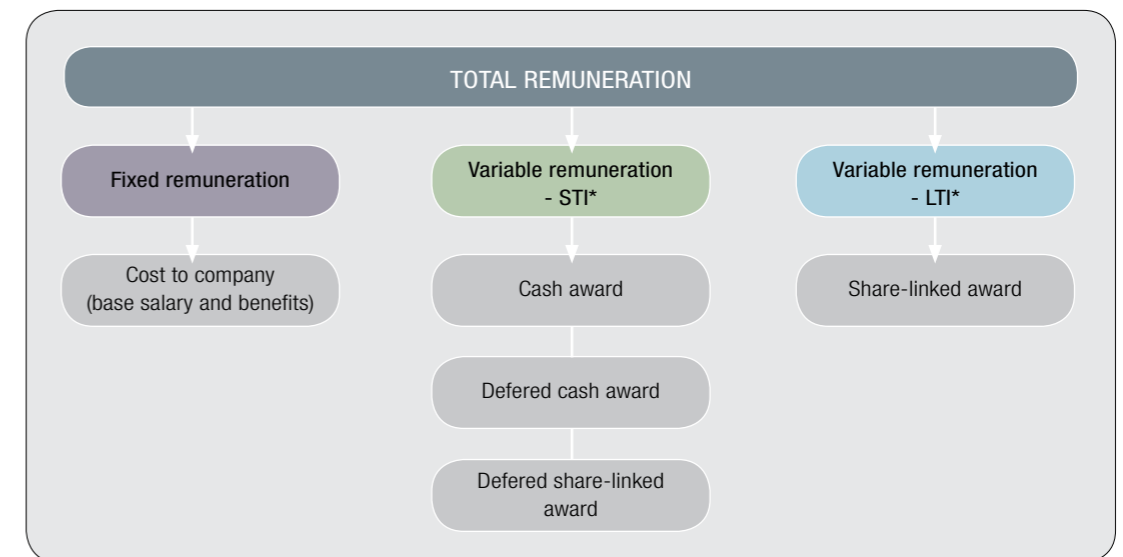 TOTAL REMUNERATION
Fixed remuneration
Cost to company
(base salary and benefits)
Variable remuneration
- STI*
Cash award
Defered cash award
Defered share-linked
award
Variable remuneration
- LTI*
Share-linked award